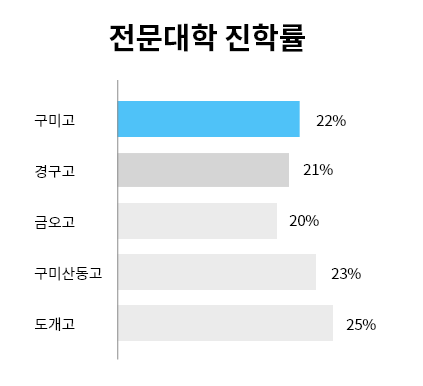 전문대학 진학률
구미고 22%
경구고 21%
금오고 20%
구미산동고 23%
도개고 25%